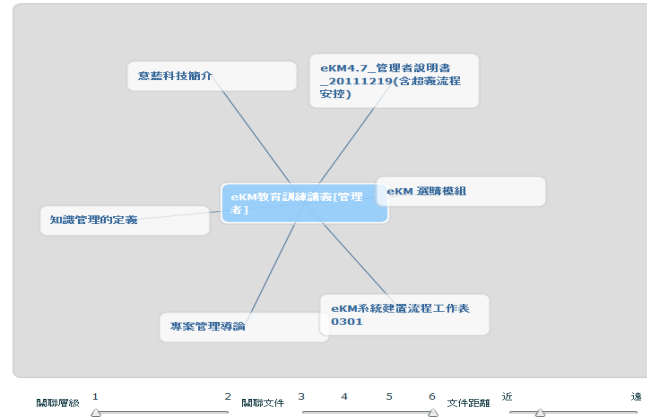 意藍科技簡介
eKM4.7_管理者說明書
_20111219(含超義流程
安控)
eKM教育訓練講義[管理
者]
eKM 選購模組
知識管理的定義
eKM系統建置流程工作表
0301
專案管理導論
關聯層級 1 2 關聯文件 3 4 5 6 文件距離 近 遠